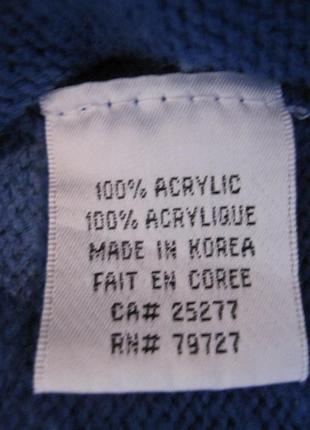 100% ACRYLIC
100% ACRYLIQUE
MADE IN KOREA
FAIT EN COREE
CA# 25277
RN# 79727